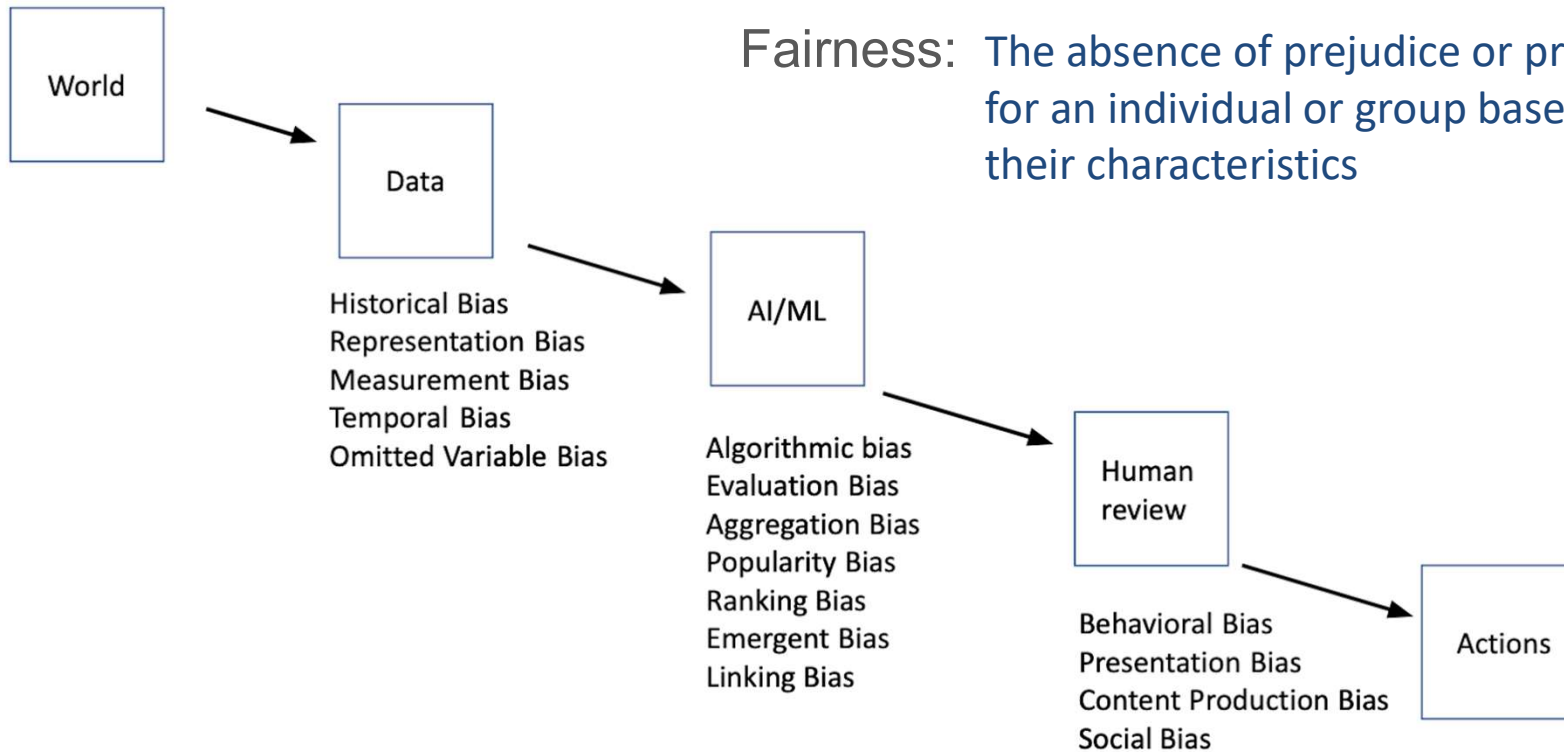 Fairness: The absence of prejudice or pr
for an individual or group base
their characteristics
World
Data
Historical Bias
Representation Bias
Measurement Bias
Temporal Bias
Omitted Variable Bias
AI/ML
Algorithmic bias
Evaluation Bias
Aggregation Bias
Popularity Bias
Ranking Bias
Emergent Bias
Linking Bias
Human
review
Behavioral Bias
Presentation Bias
Content Production Bias
Social Bias
Actions